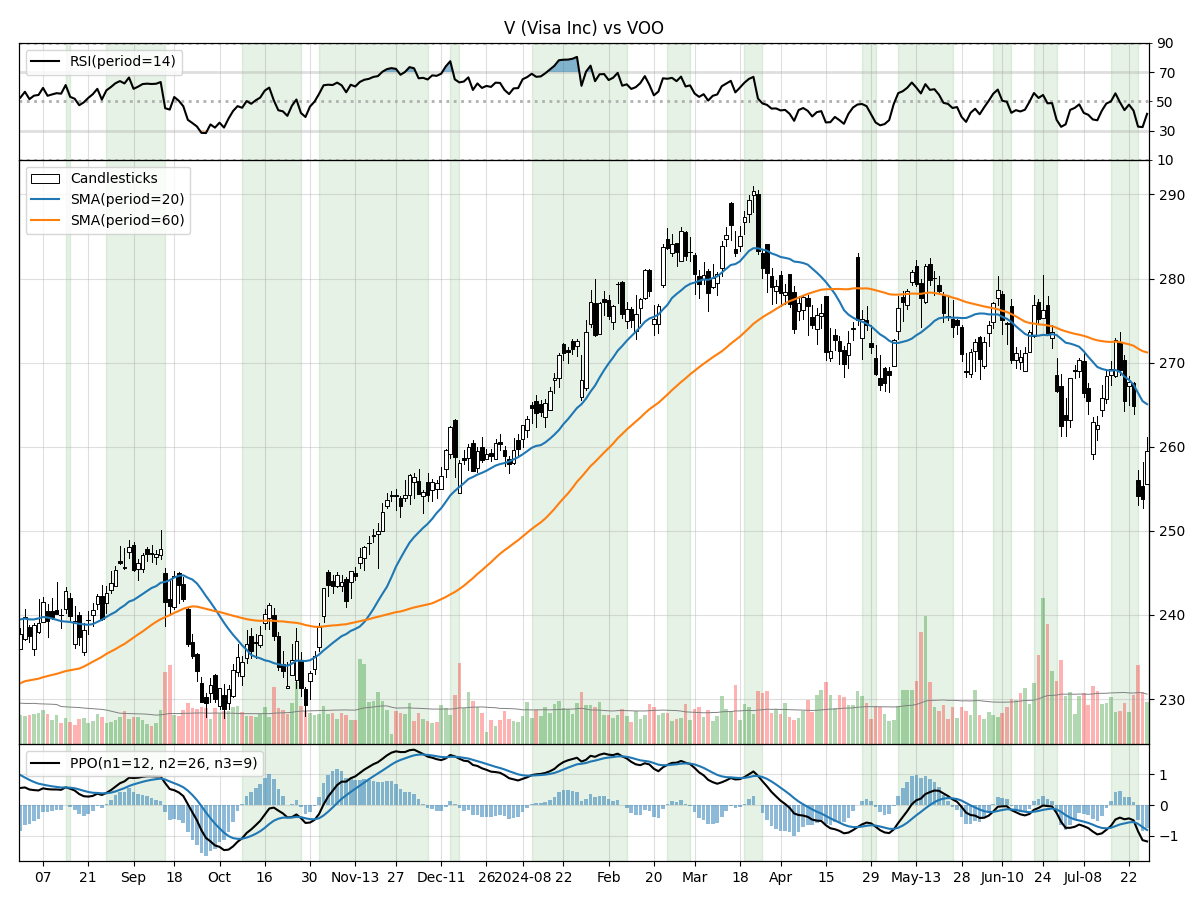 V (Visa Inc) vs VOO
RSI(period=14)
90
70
50
30
10
Candlesticks
SMA(period=20)
SMA(period=60)
290
280
270
260
250
240
230
PPO(n1=12, n2=26, n3=9)
1
0
−1
07 21 Sep 18 Oct 16 30 Nov-13 27 Dec-11 26 2024-08 22 Feb 20 Mar 18 Apr 15 29 May-13 28 Jun-10 24 Jul-08 22